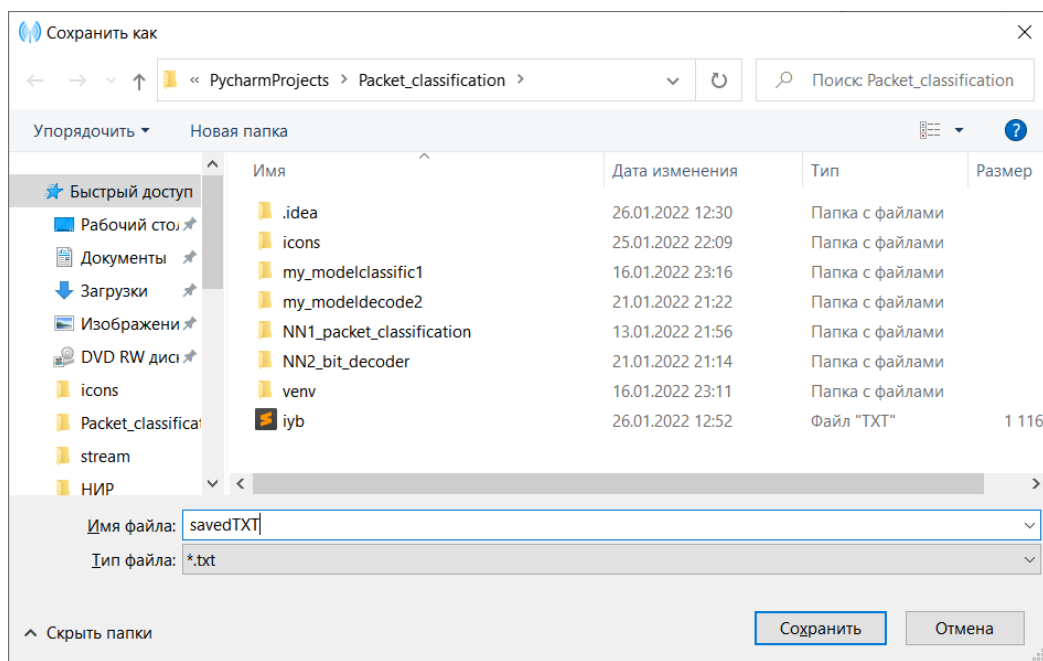 Сохранить как
« PycharmProjects > Packet_classification >
Поиск: Packet_classification
Упорядочить Новая папка
Имя Дата изменения Тип Размер
Быстрый доступ
Рабочий сто
Документы
Загрузки
Изображени
DVD RW диск
icons
Packet_classificat
stream
НИР
.idea 26.01.2022 12:30 Папка с файлами
icons 25.01.2022 22:09 Папка с файлами
my_modelclassific1 16.01.2022 23:16 Папка с файлами
my_modeldecode2 21.01.2022 21:22 Папка с файлами
NN1_packet_classification 13.01.2022 21:56 Папка с файлами
NN2_bit_decoder 21.01.2022 21:14 Папка с файлами
venv 16.01.2022 23:11 Папка с файлами
iyb 26.01.2022 12:52 Файл "TXT" 1 116
Имя файла: savedTXT
Тип файла: *.txt
Скрыть папки
Сохранить Отмена